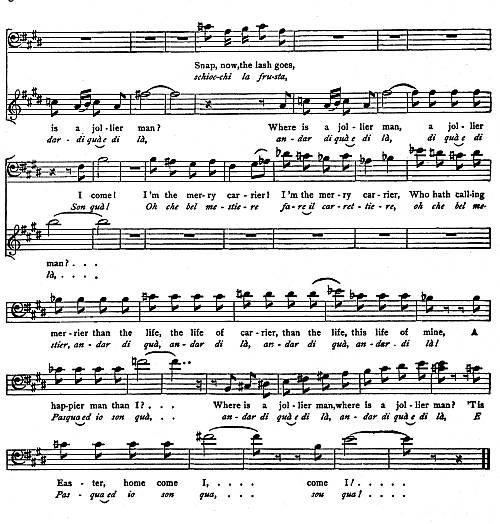 Snap, now, the lash goes,
schioc-chi la fru-sta,
is a jol-lier man? Where is a jol-lier man, a jol-lier
dar-di quà e di là, an-dar di quà e di là, di quà e di
I come! I'm the mer-ry car-rier! I'm the mer-ry car-rier, Who hath call-ing
Son quà! Oh che bel me-stie-re fa-re il car-ret-tie-re, oh che bel me-
man? . . .
là, . . . .
mer-rier than the life, the life of car-rier, than the life, this life of mine, A
stier, an-dar di quà, an-dar di là, an-dar di quà, an-dar di là!
hap-pier man than I? . . . Where is a jol-lier man, where is a jol-lier man? 'Tis
Pasqua ed io son quà, . . an-dar di quà e di là, an-dar di quà e di là, E
Eas-ter, home come I, . . . . come I? . . . . .
Pas-qua ed io son qua, . . . sou qua! . . . .